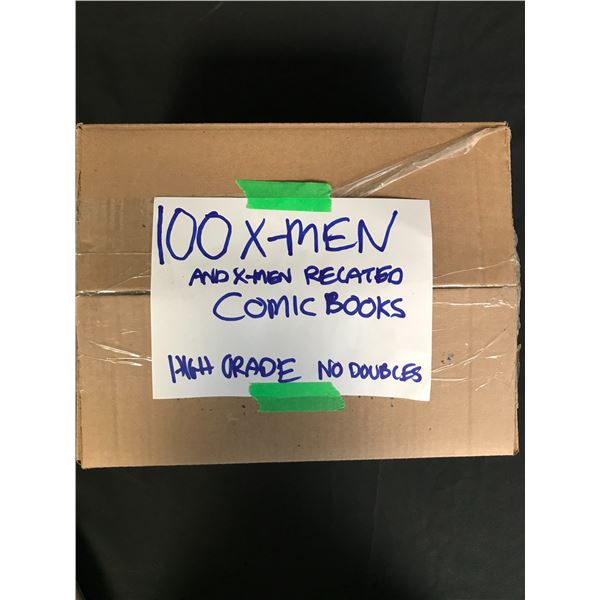 100 X-MEN
AND X-MEN RELATED
COMIC BOOKS
HIGH GRADE NO DOUBLES